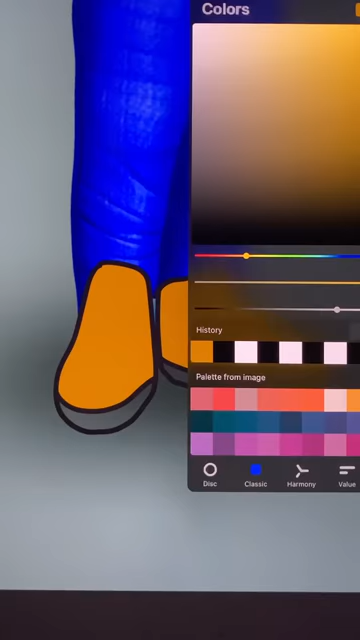 Colors
History
Palette from image
Disc
Classic
Harmony
Value